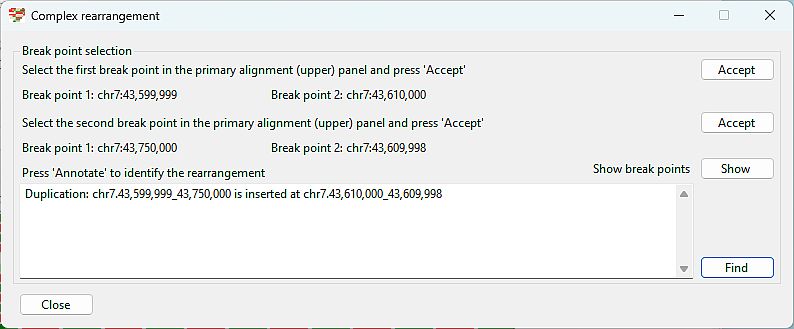 Complex rearrangement
Break point selection
Select the first break point in the primary alignment (upper) panel and press 'Accept'
Accept
Break point 1: chr7:43,599,999 Break point 2: chr7:43,610,000
Select the second break point in the primary alignment (upper) panel and press 'Accept'
Accept
Break point 1: chr7:43,750,000 Break point 2: chr7:43,609,998
Press 'Annotate' to identify the rearrangement
Show break points Show
Duplication: chr7.43,599,999_43,750,000 is inserted at chr7.43,610,000_43,609,998
Find
Close